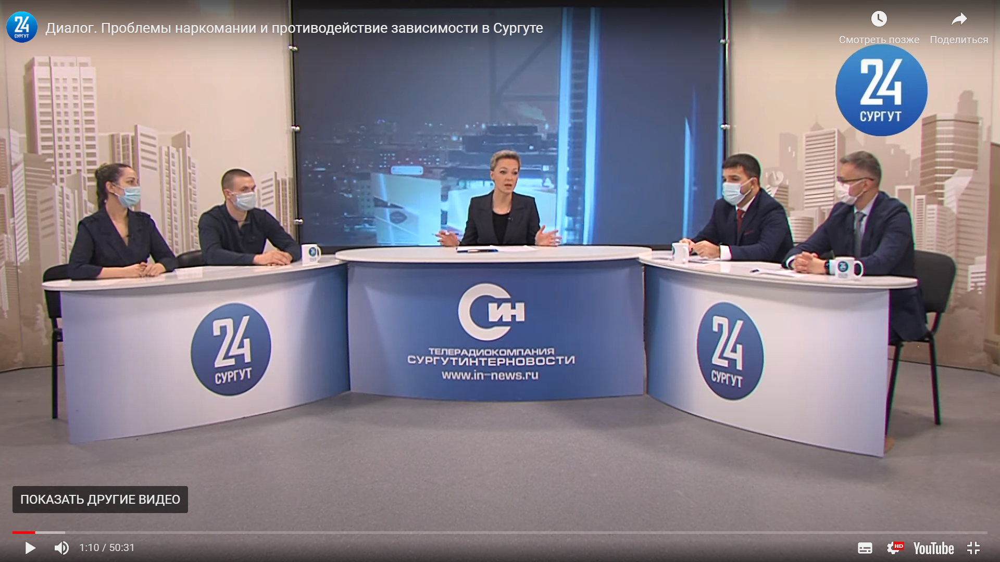 24
СУРГУТ
Диалог. Проблемы наркомании и противодействие зависимости в Сургуте
Смотреть позже
Поделиться
24
СУРГУТ
24
СУРГУТ
СИН
ТЕЛЕРАДИОКОМПАНИЯ
СУРГУТИНТЕРНОВОСТИ
www.in-news.ru
24
СУРГУТ
ПОКАЗАТЬ ДРУГИЕ ВИДЕО
1:10 / 50:31
HD
YouTube